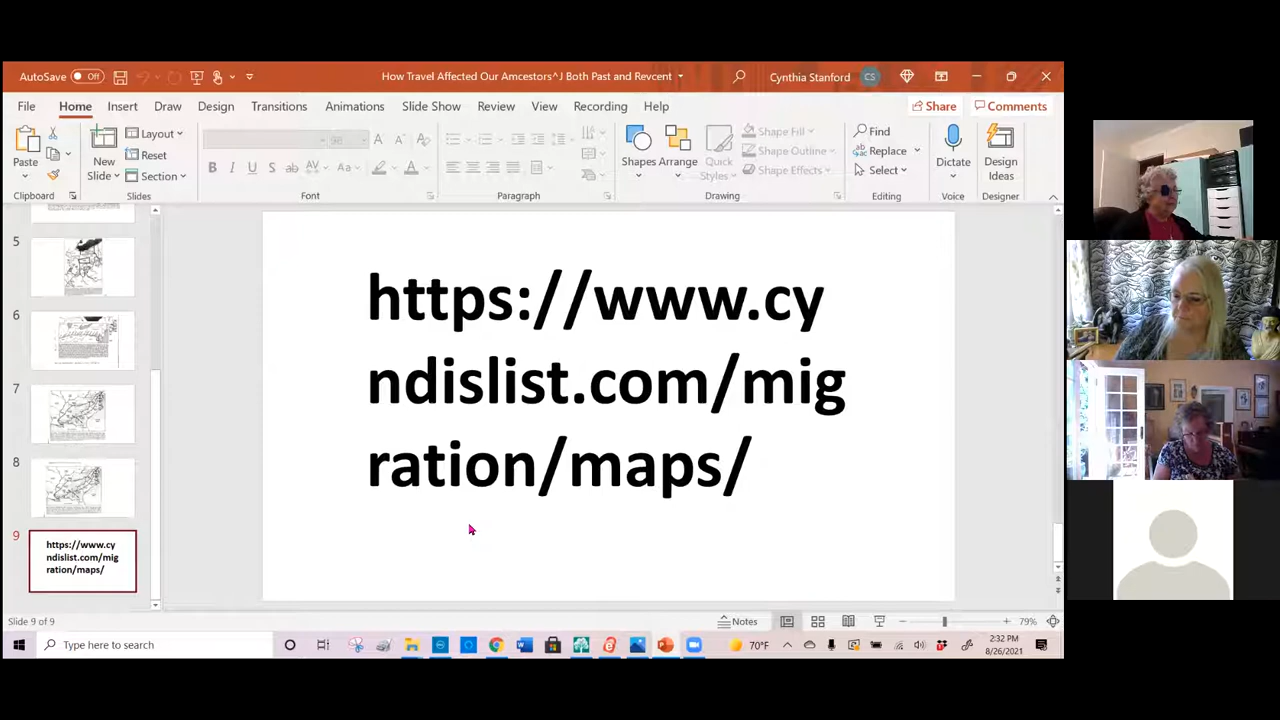 AutoSave Off
How Travel Affected Our Amcestors^J Both Past and Revcent
Cynthia Stanford CS
File Home Insert Draw Design Transitions Animations Slide Show Review View Recording Help
Share Comments
Paste
New Slide
Layout
Reset
Section
Shapes Arrange Quick Styles
Shape Fill
Shape Outline
Shape Effects
Find
Replace
Select
Dictate
Design Ideas
Clipboard Slides Font Paragraph Drawing Editing Voice Designer
5
6
7
8
9
https://www.cy
ndislist.com/mig
ration/maps/
https://www.cy
ndislist.com/mig
ration/maps/
Slide 9 of 9
Notes
79%
Type here to search
70°F
2:32 PM
8/26/2021